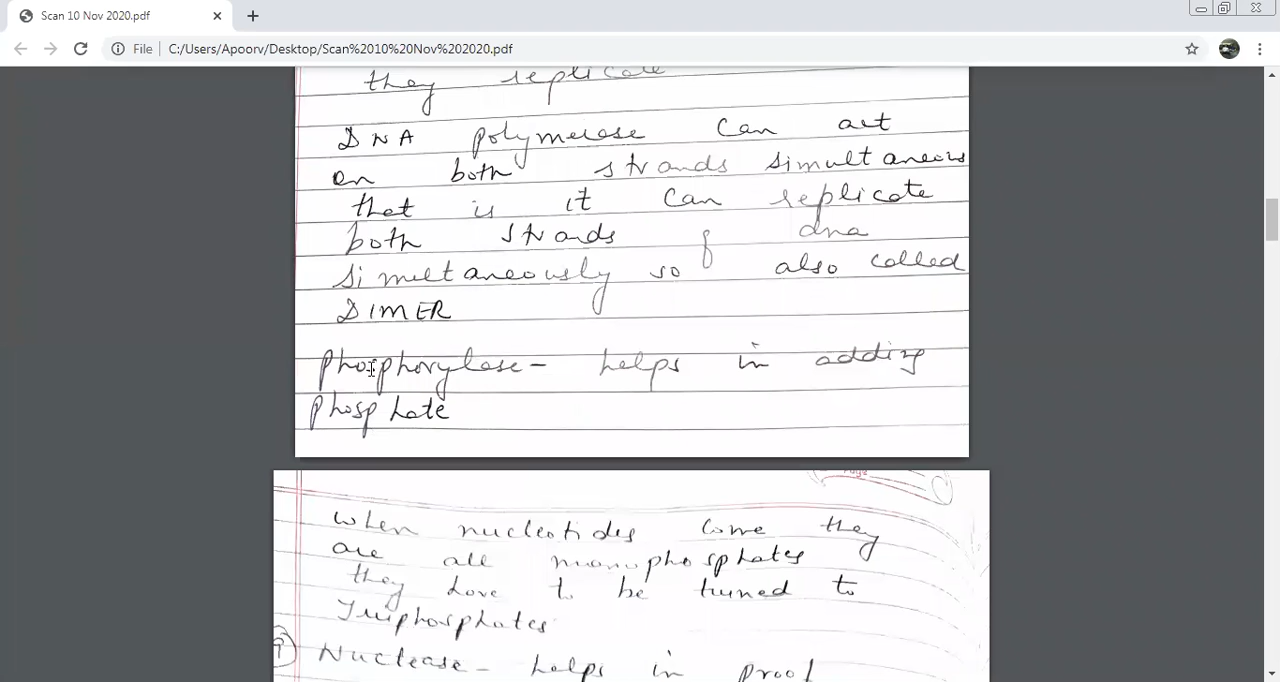 Scan 10 Nov 2020.pdf
File C:/Users/Apoorv/Desktop/Scan%2010%20Nov%202020.pdf
they replicate
DNA polymerase can act
on both strands simultaneous
that is it can replicate
both strands of dna
simultaneously so also called
DIMER
Phosphorylase- helps in adding
phosphate
Page
When nucleotides come they
are all monophosphates
they have to be turned to
Triphosphates
Nuclease- helps in proof